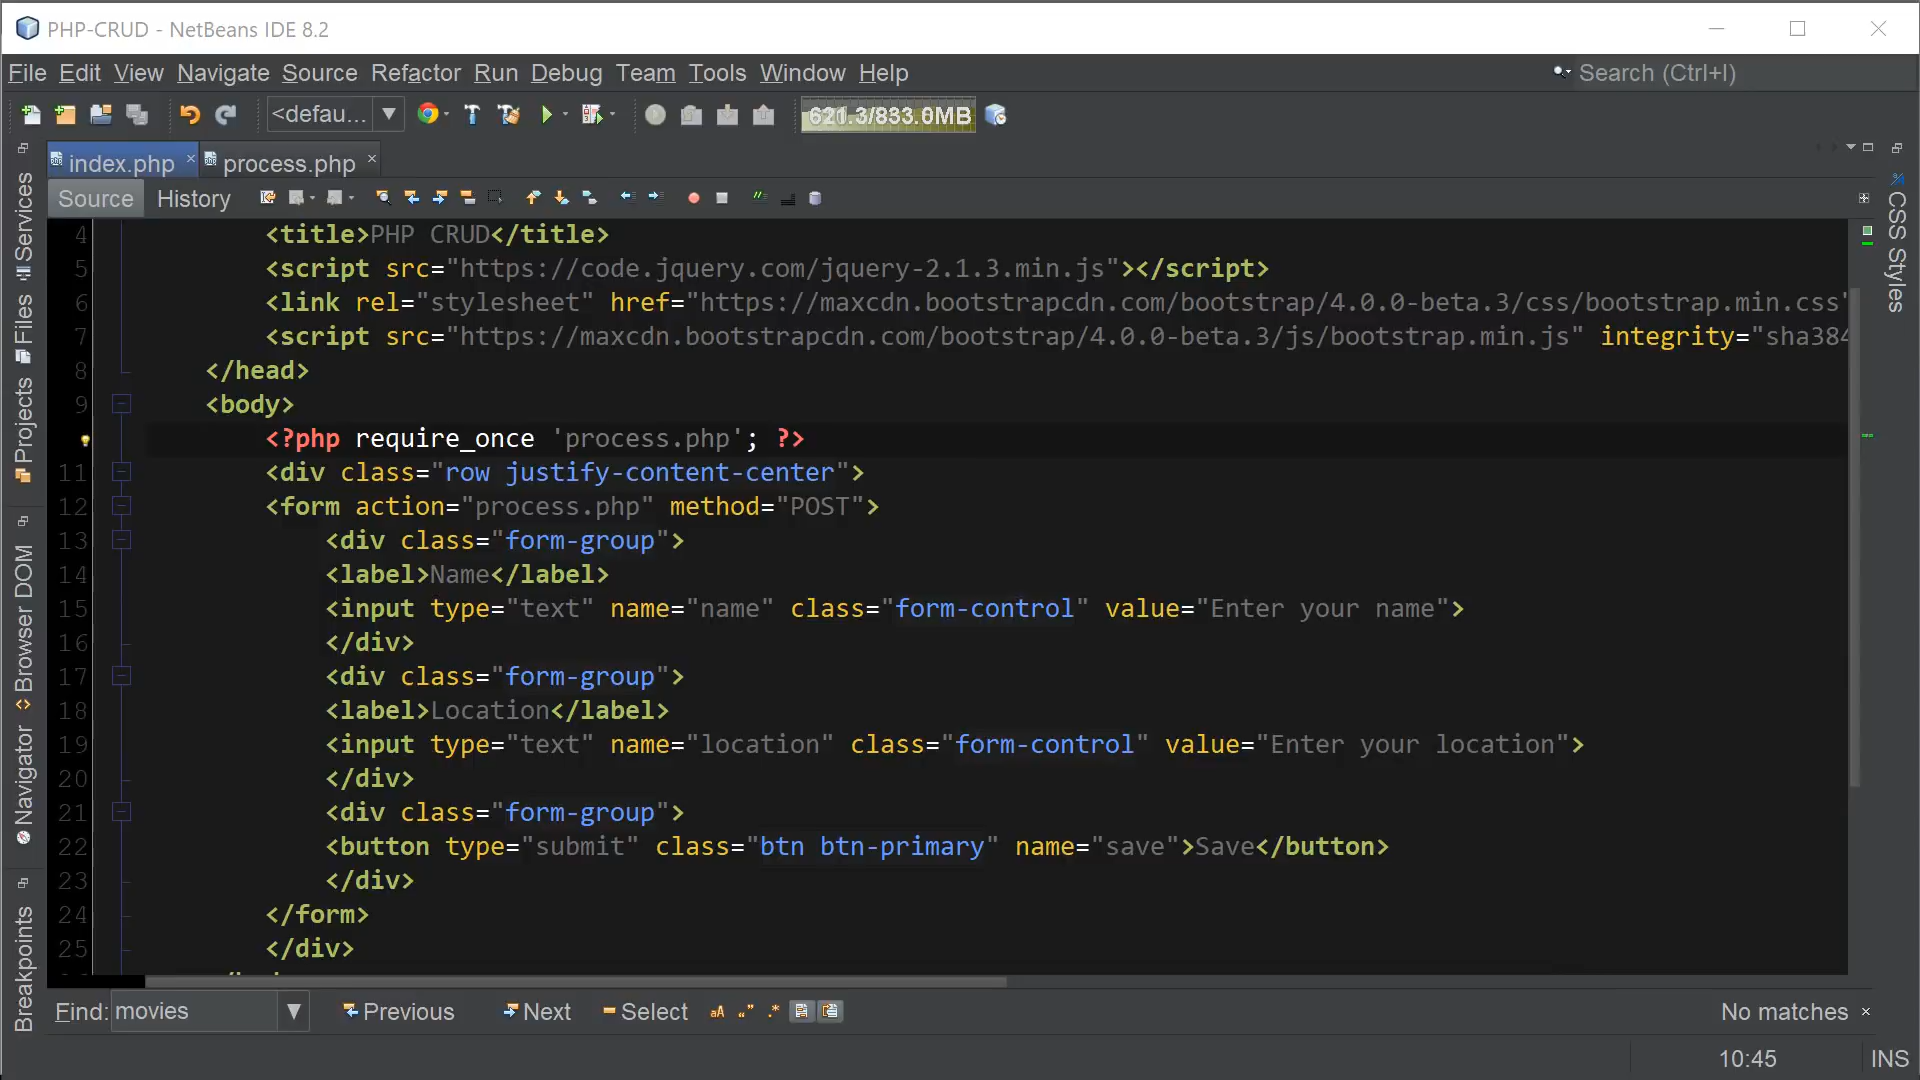 PHP-CRUD - NetBeans IDE 8.2
File Edit View Navigate Source Refactor Run Debug Team Tools Window Help
Search (Ctrl+I)
<defau...
621.3/833.0MB
index.php
process.php
Source History
4 <title>PHP CRUD</title>
5 <script src="https://code.jquery.com/jquery-2.1.3.min.js"></script>
6 <link rel="stylesheet" href="https://maxcdn.bootstrapcdn.com/bootstrap/4.0.0-beta.3/css/bootstrap.min.css"
7 <script src="https://maxcdn.bootstrapcdn.com/bootstrap/4.0.0-beta.3/js/bootstrap.min.js" integrity="sha384
8 </head>
9 <body>
<?php require_once 'process.php'; ?>
11 <div class="row justify-content-center">
12 <form action="process.php" method="POST">
13 <div class="form-group">
14 <label>Name</label>
15 <input type="text" name="name" class="form-control" value="Enter your name">
16 </div>
17 <div class="form-group">
18 <label>Location</label>
19 <input type="text" name="location" class="form-control" value="Enter your location">
20 </div>
21 <div class="form-group">
22 <button type="submit" class="btn btn-primary" name="save">Save</button>
23 </div>
24 </form>
25 </div>
Services
Files
Projects
Browser DOM
Navigator
Breakpoints
CSS Styles
Find: movies Previous Next Select No matches
10:45 INS